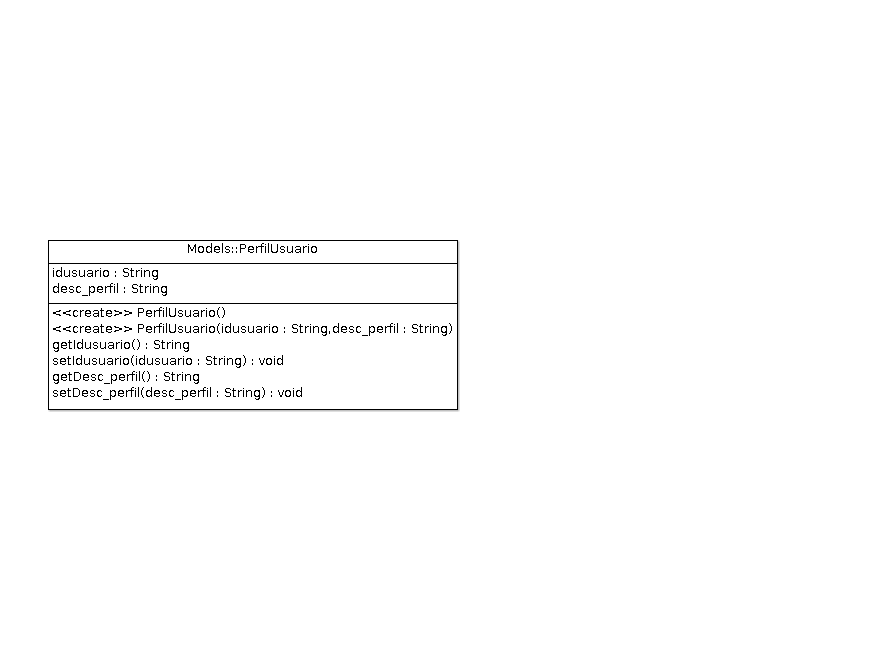 Models::PerfilUsuario
idusuario : String
desc_perfil : String
<<create>> PerfilUsuario()
<<create>> PerfilUsuario(idusuario : String,desc_perfil : String)
getIdusuario() : String
setIdusuario(idusuario : String) : void
getDesc_perfil() : String
setDesc_perfil(desc_perfil : String) : void